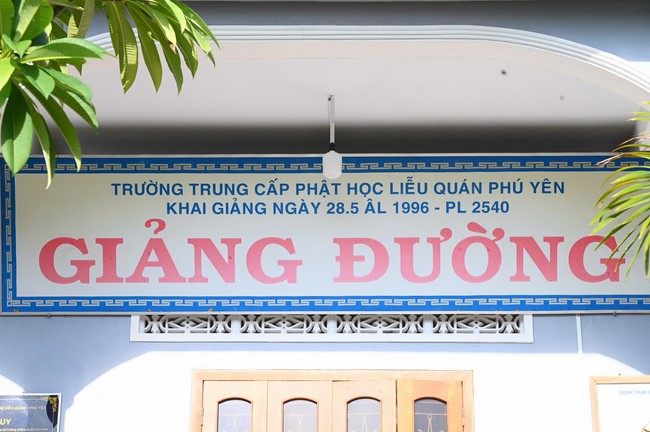 TRƯỜNG TRUNG CẤP PHẬT HỌC LIỄU QUÁN PHÚ YÊN
KHAI GIẢNG NGÀY 28.5 ÂL 1996 - PL 2540
GIẢNG ĐƯỜNG
UY